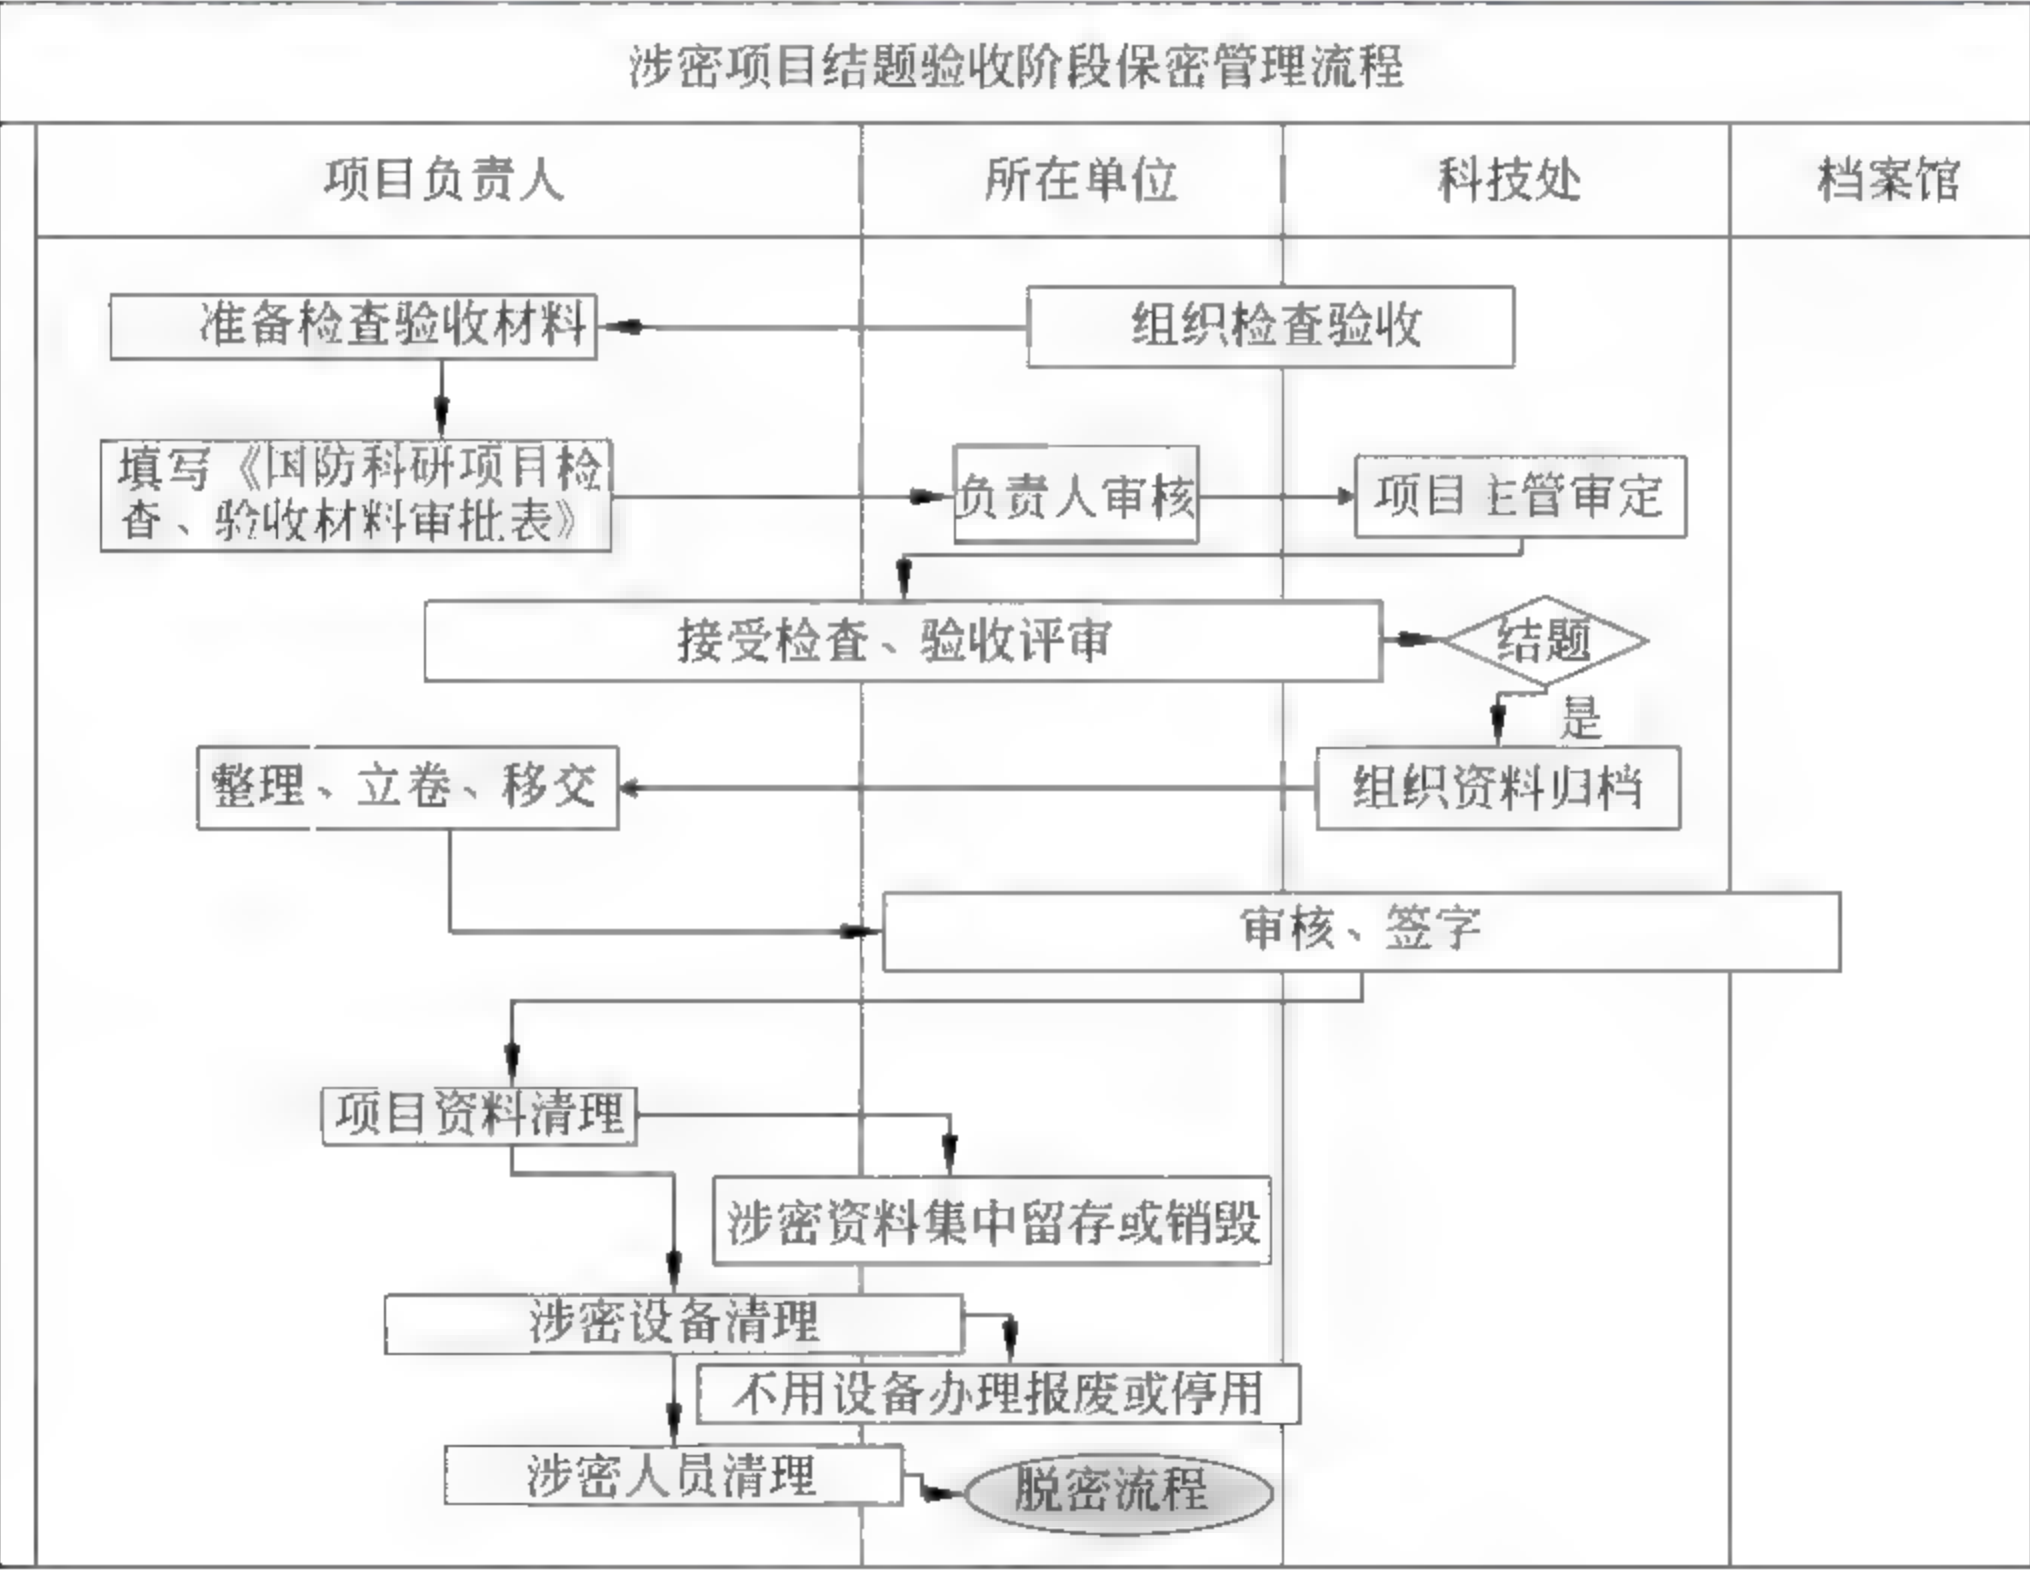 涉密项目结题验收阶段保密管理流程
项目负责人
所在单位
科技处
档案馆
准备检查验收材料
组织检查验收
填写《国防科研项目检
查、验收材料审批表》
负责人审核
项目主管审定
接受检查、验收评审
结题
是
整理、立卷、移交
组织资料归档
审核、签字
项目资料清理
涉密资料集中留存或销毁
涉密设备清理
不用设备办理报废或停用
涉密人员清理
脱密流程